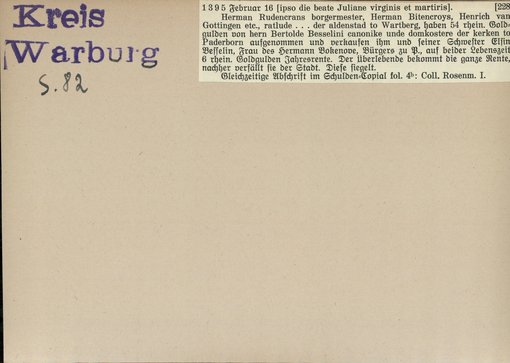 Kreis
Warburg
S. 82
1395 Februar 16 [ipso die beate Juliane virginis et martiris]. [228
Herman Rudencrans borgermester, Herman Bitencroys, Henrich van
Gottingen etc., ratlude . . . der aldenstad to Wartberg, haben 54 rhein. Gold-
gulden von hern Bertolde Besselini canonike unde domkostere der kerken to
Paderborn aufgenommen und verkaufen ihm und seiner Schwester Elsin
Besselin, Frau des Hermann Bokenove, Bürgers zu P., auf beider Lebenszeit
6 rhein. Goldgulden Jahresrente. Der Überlebende bekommt die ganze Rente,
nachher verfällt sie der Stadt. Diese siegelt.
Gleichzeitige Abschrift im Schulden-Copial fol. 4ᵇ: Coll. Rosenm. I.